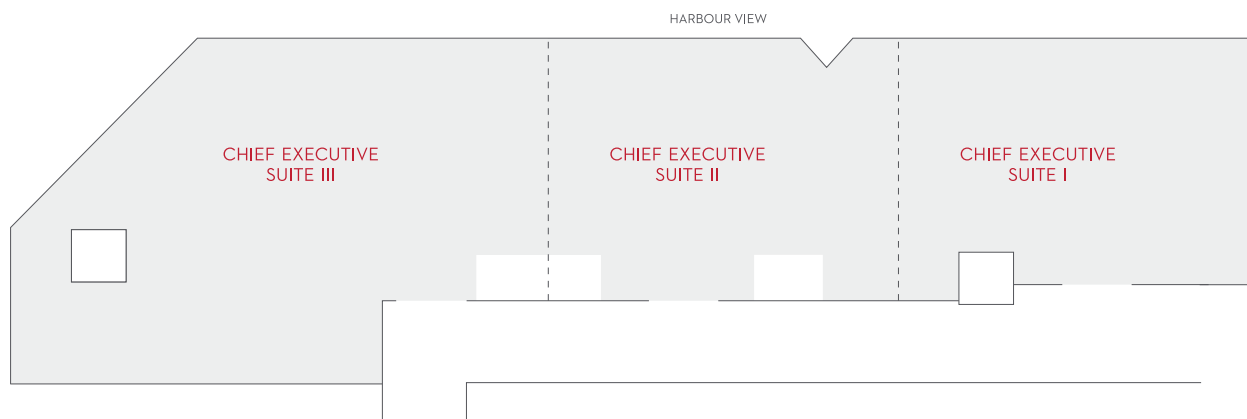 HARBOUR VIEW
CHIEF EXECUTIVE
SUITE III
CHIEF EXECUTIVE
SUITE II
CHIEF EXECUTIVE
SUITE I